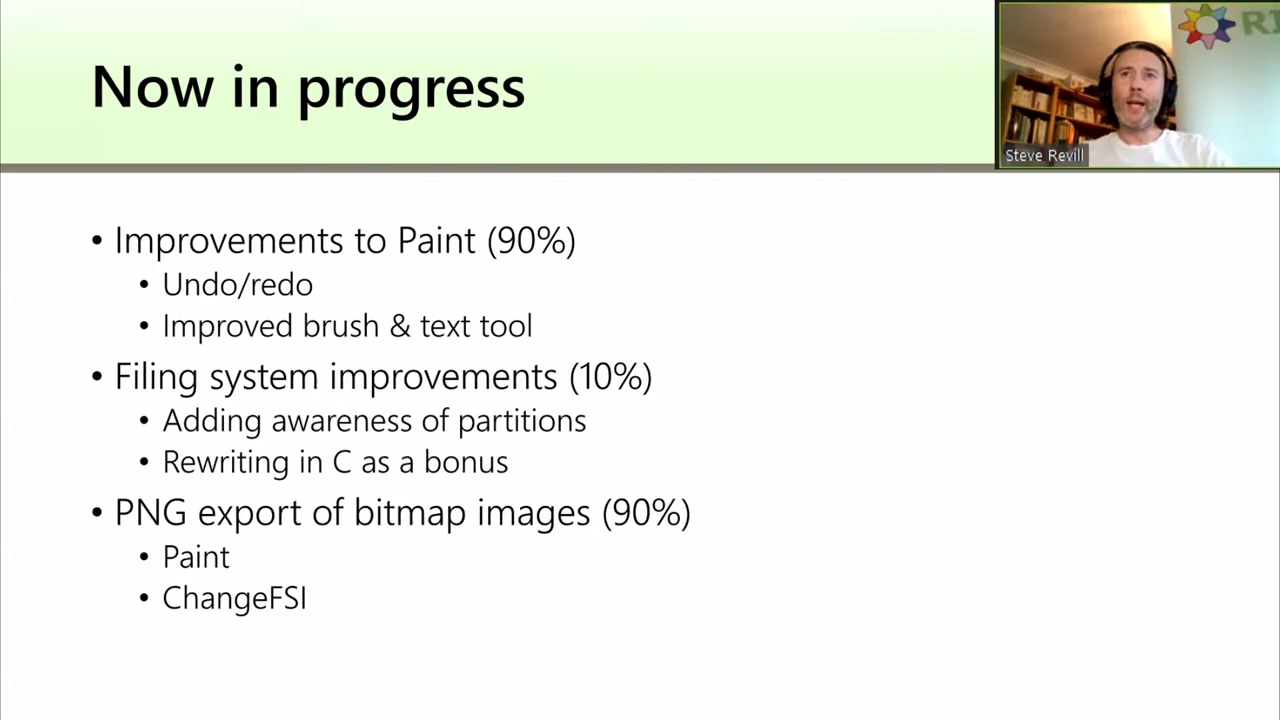 Now in progress
RI
Steve Revill
• Improvements to Paint (90%)
• Undo/redo
• Improved brush & text tool
• Filing system improvements (10%)
• Adding awareness of partitions
• Rewriting in C as a bonus
• PNG export of bitmap images (90%)
• Paint
• ChangeFSI